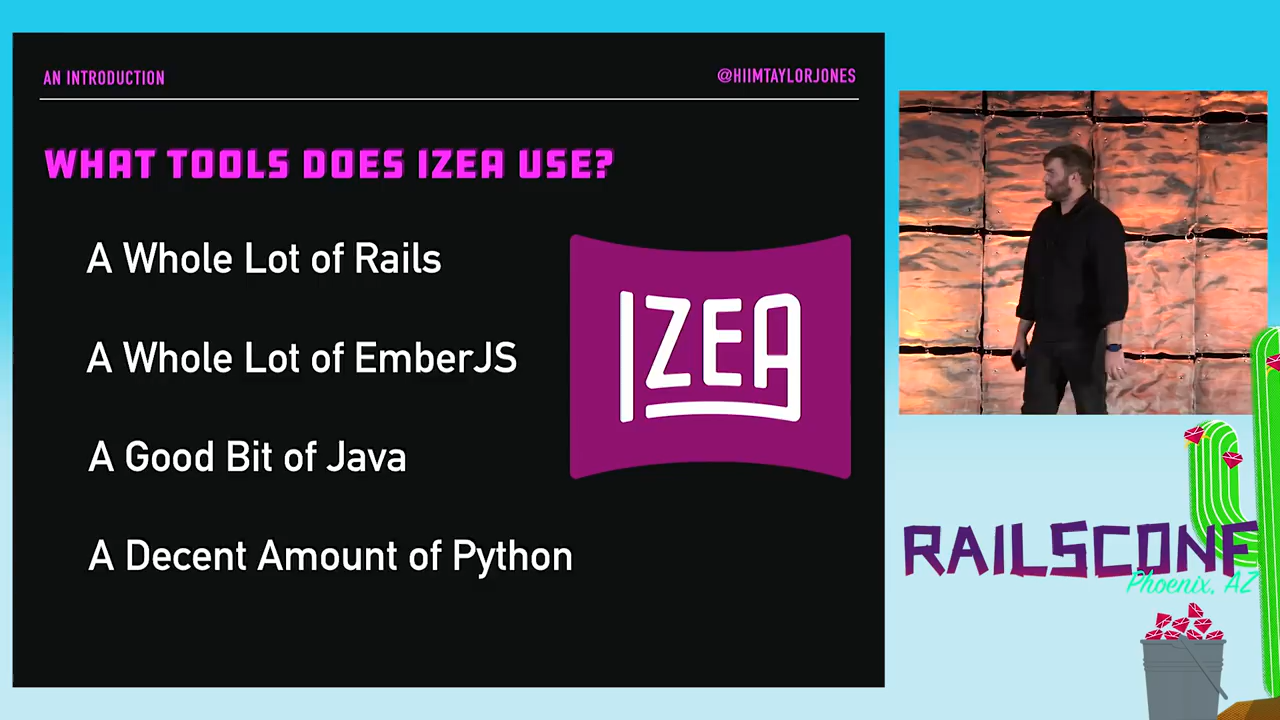 AN INTRODUCTION
@HIIMTAYLORJONES
WHAT TOOLS DOES IZEA USE?
A Whole Lot of Rails
A Whole Lot of EmberJS
A Good Bit of Java
A Decent Amount of Python
IZEA
RAILSCONF
Phoenix, AZ